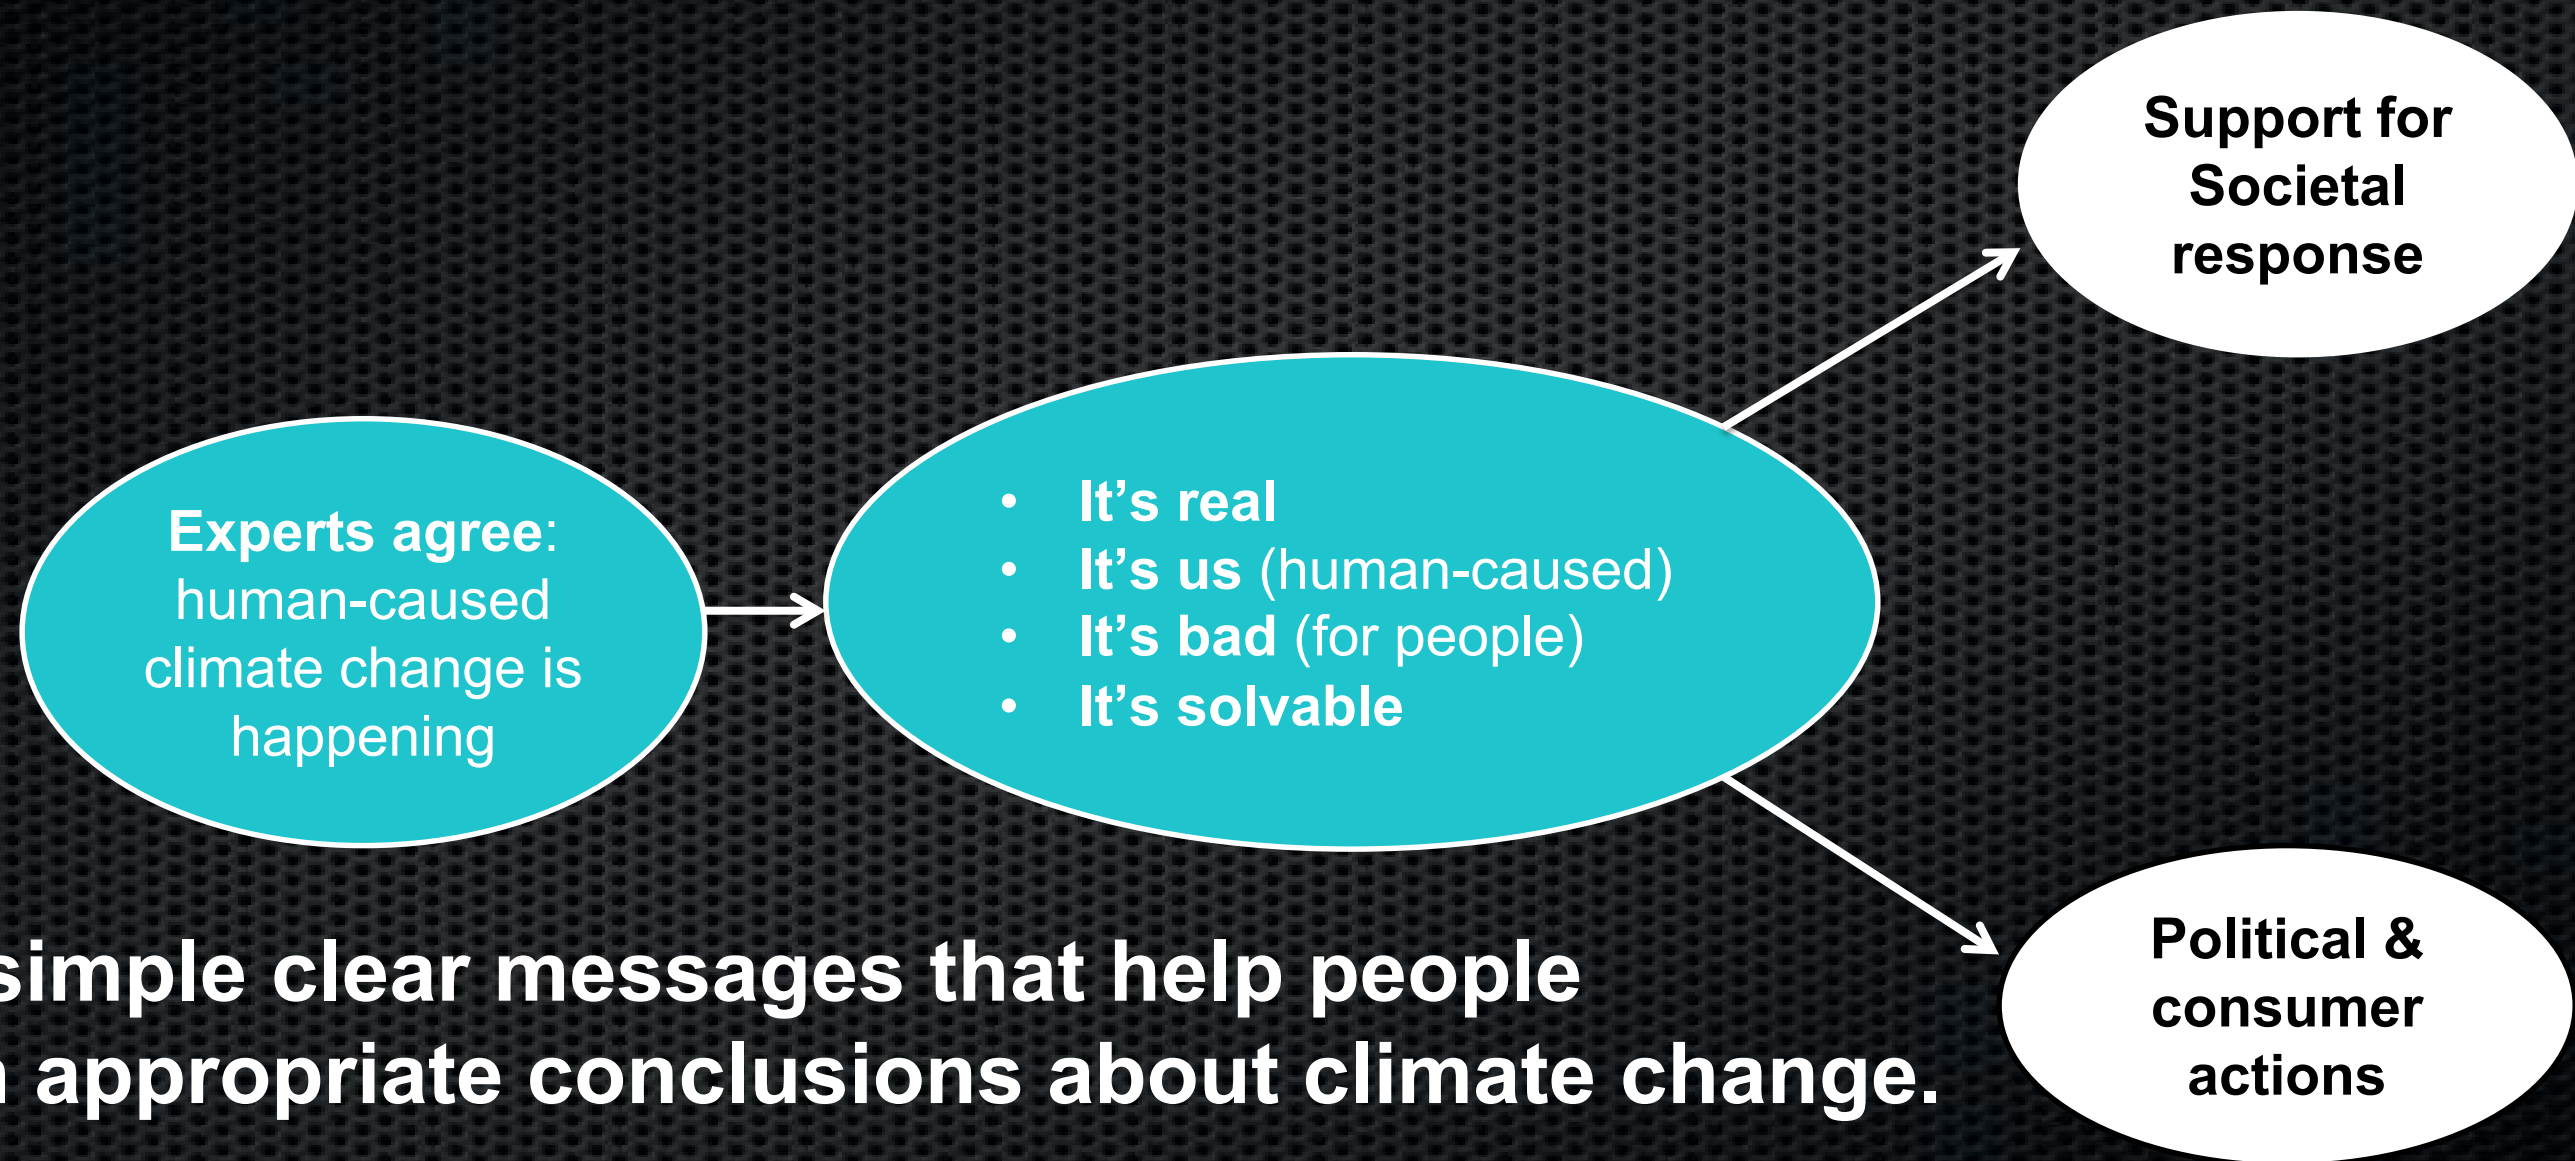 Support for
Societal
response
Experts agree:
human-caused
climate change is
happening
• It’s real
• It’s us (human-caused)
• It’s bad (for people)
• It’s solvable
Political &
consumer
actions
simple clear messages that help people
appropriate conclusions about climate change.